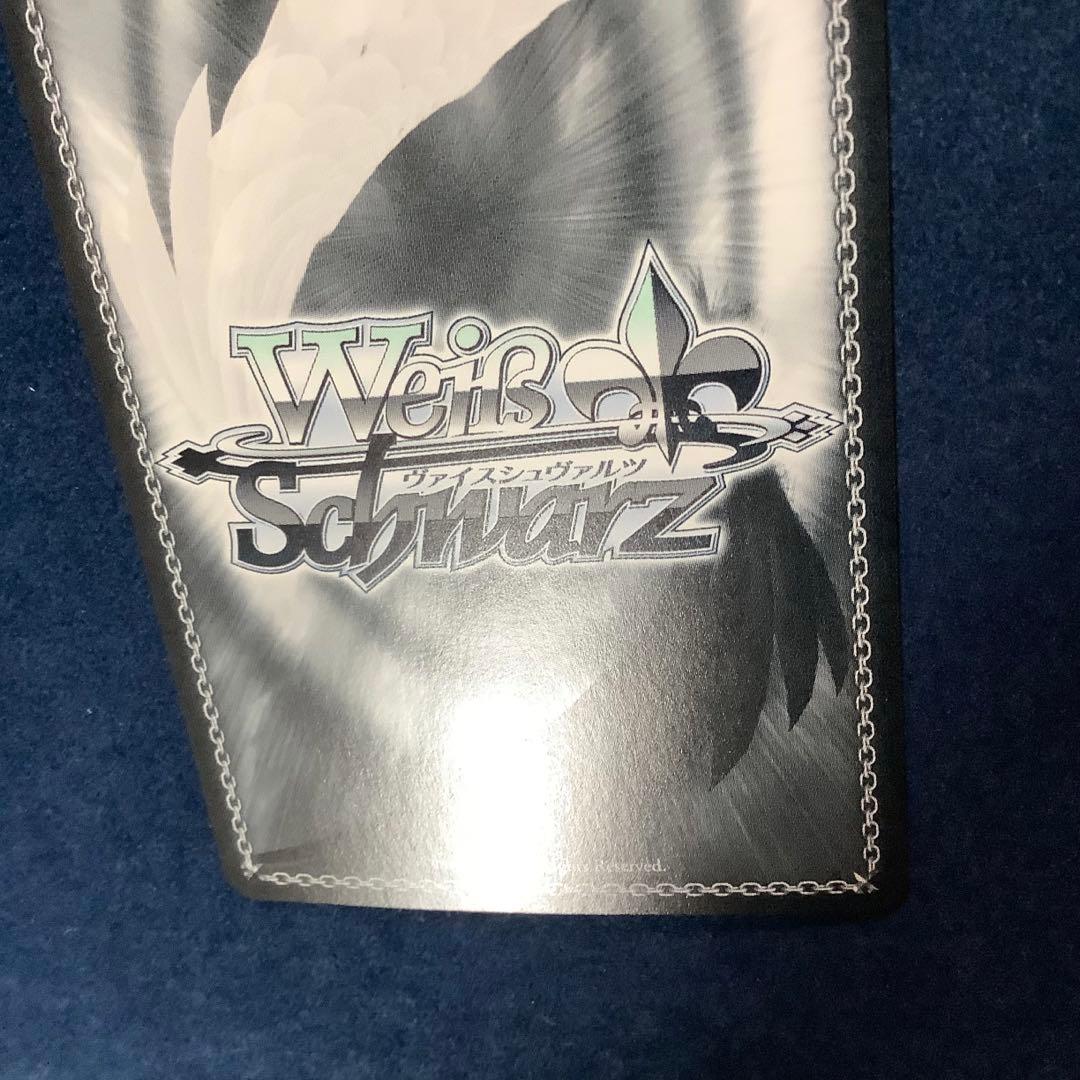 Weiß
ヴァイスシュヴァルツ
Schwarz
Reserved.